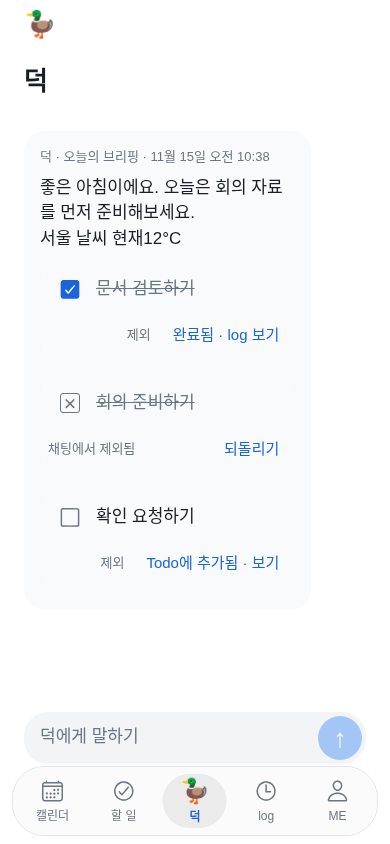 덕
덕 · 오늘의 브리핑 · 11월 15일 오전 10:38
좋은 아침이에요. 오늘은 회의 자료
를 먼저 준비해보세요.
서울 날씨 현재12°C
문서 검토하기
제외 완료됨 · log 보기
회의 준비하기
채팅에서 제외됨 되돌리기
확인 요청하기
제외 Todo에 추가됨 · 보기
덕에게 말하기 ↑
캘린더 할 일 덕 log ME